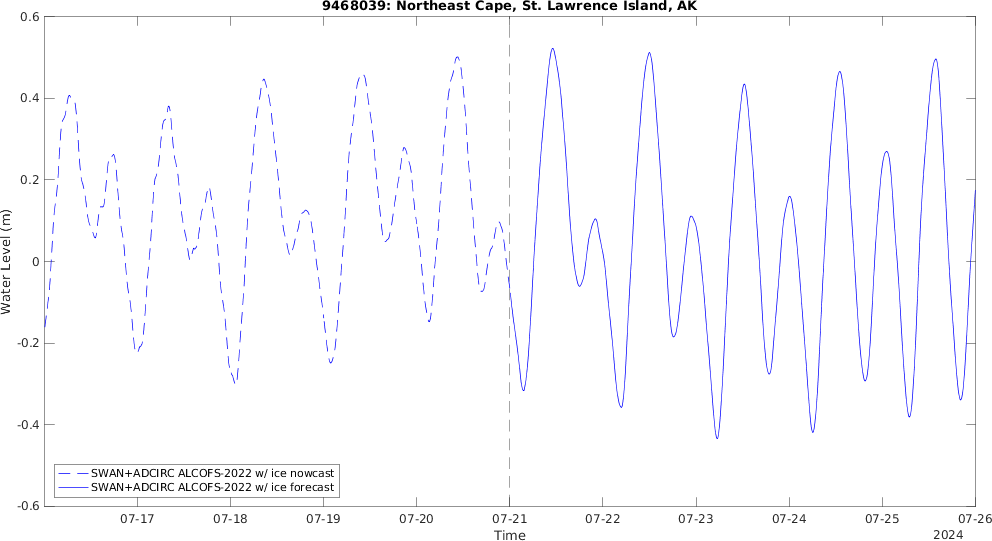 9468039: Northeast Cape, St. Lawrence Island, AK
0.6
0.4
0.2
0
-0.2
-0.4
-0.6
Water Level (m)
SWAN+ADCIRC ALCOFS-2022 w/ ice nowcast
SWAN+ADCIRC ALCOFS-2022 w/ ice forecast
07-17 07-18 07-19 07-20 07-21 07-22 07-23 07-24 07-25 07-26
Time
2024